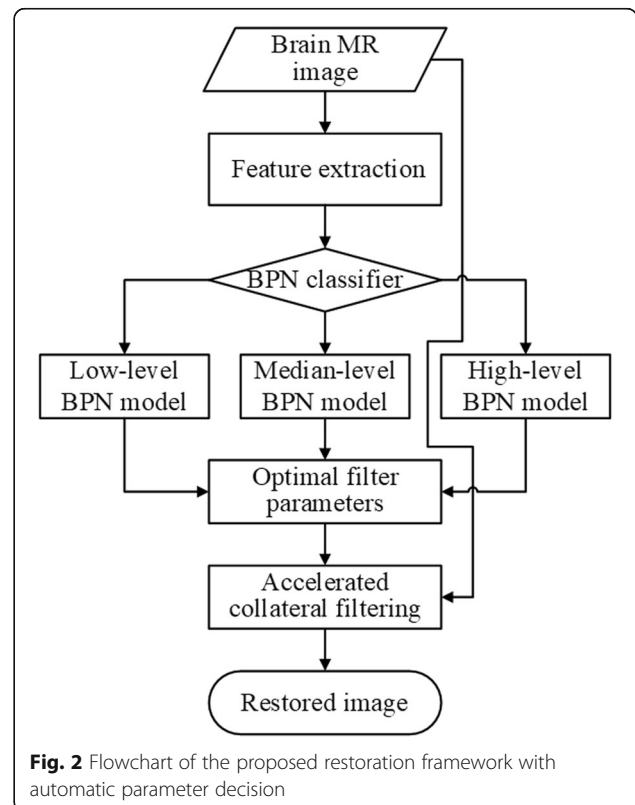 Brain MR
image
Feature extraction
BPN classifier
Low-level
BPN model
Median-level
BPN model
High-level
BPN model
Optimal filter
parameters
Accelerated
collateral filtering
Restored image
Fig. 2 Flowchart of the proposed restoration framework with
automatic parameter decision